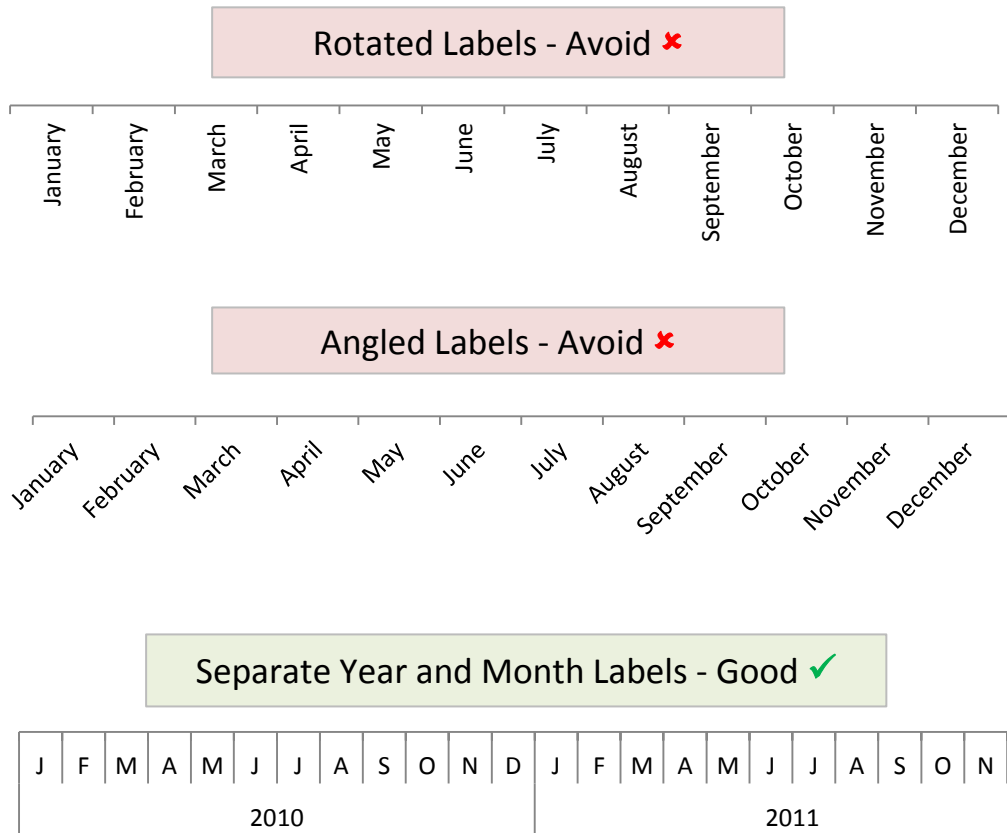 Rotated Labels - Avoid ✘
January February March April May June July August September October November December
Angled Labels - Avoid ✘
January February March April May June July August September October November December
Separate Year and Month Labels - Good ✓
J F M A M J J A S O N D J F M A M J J A S O N
2010 2011